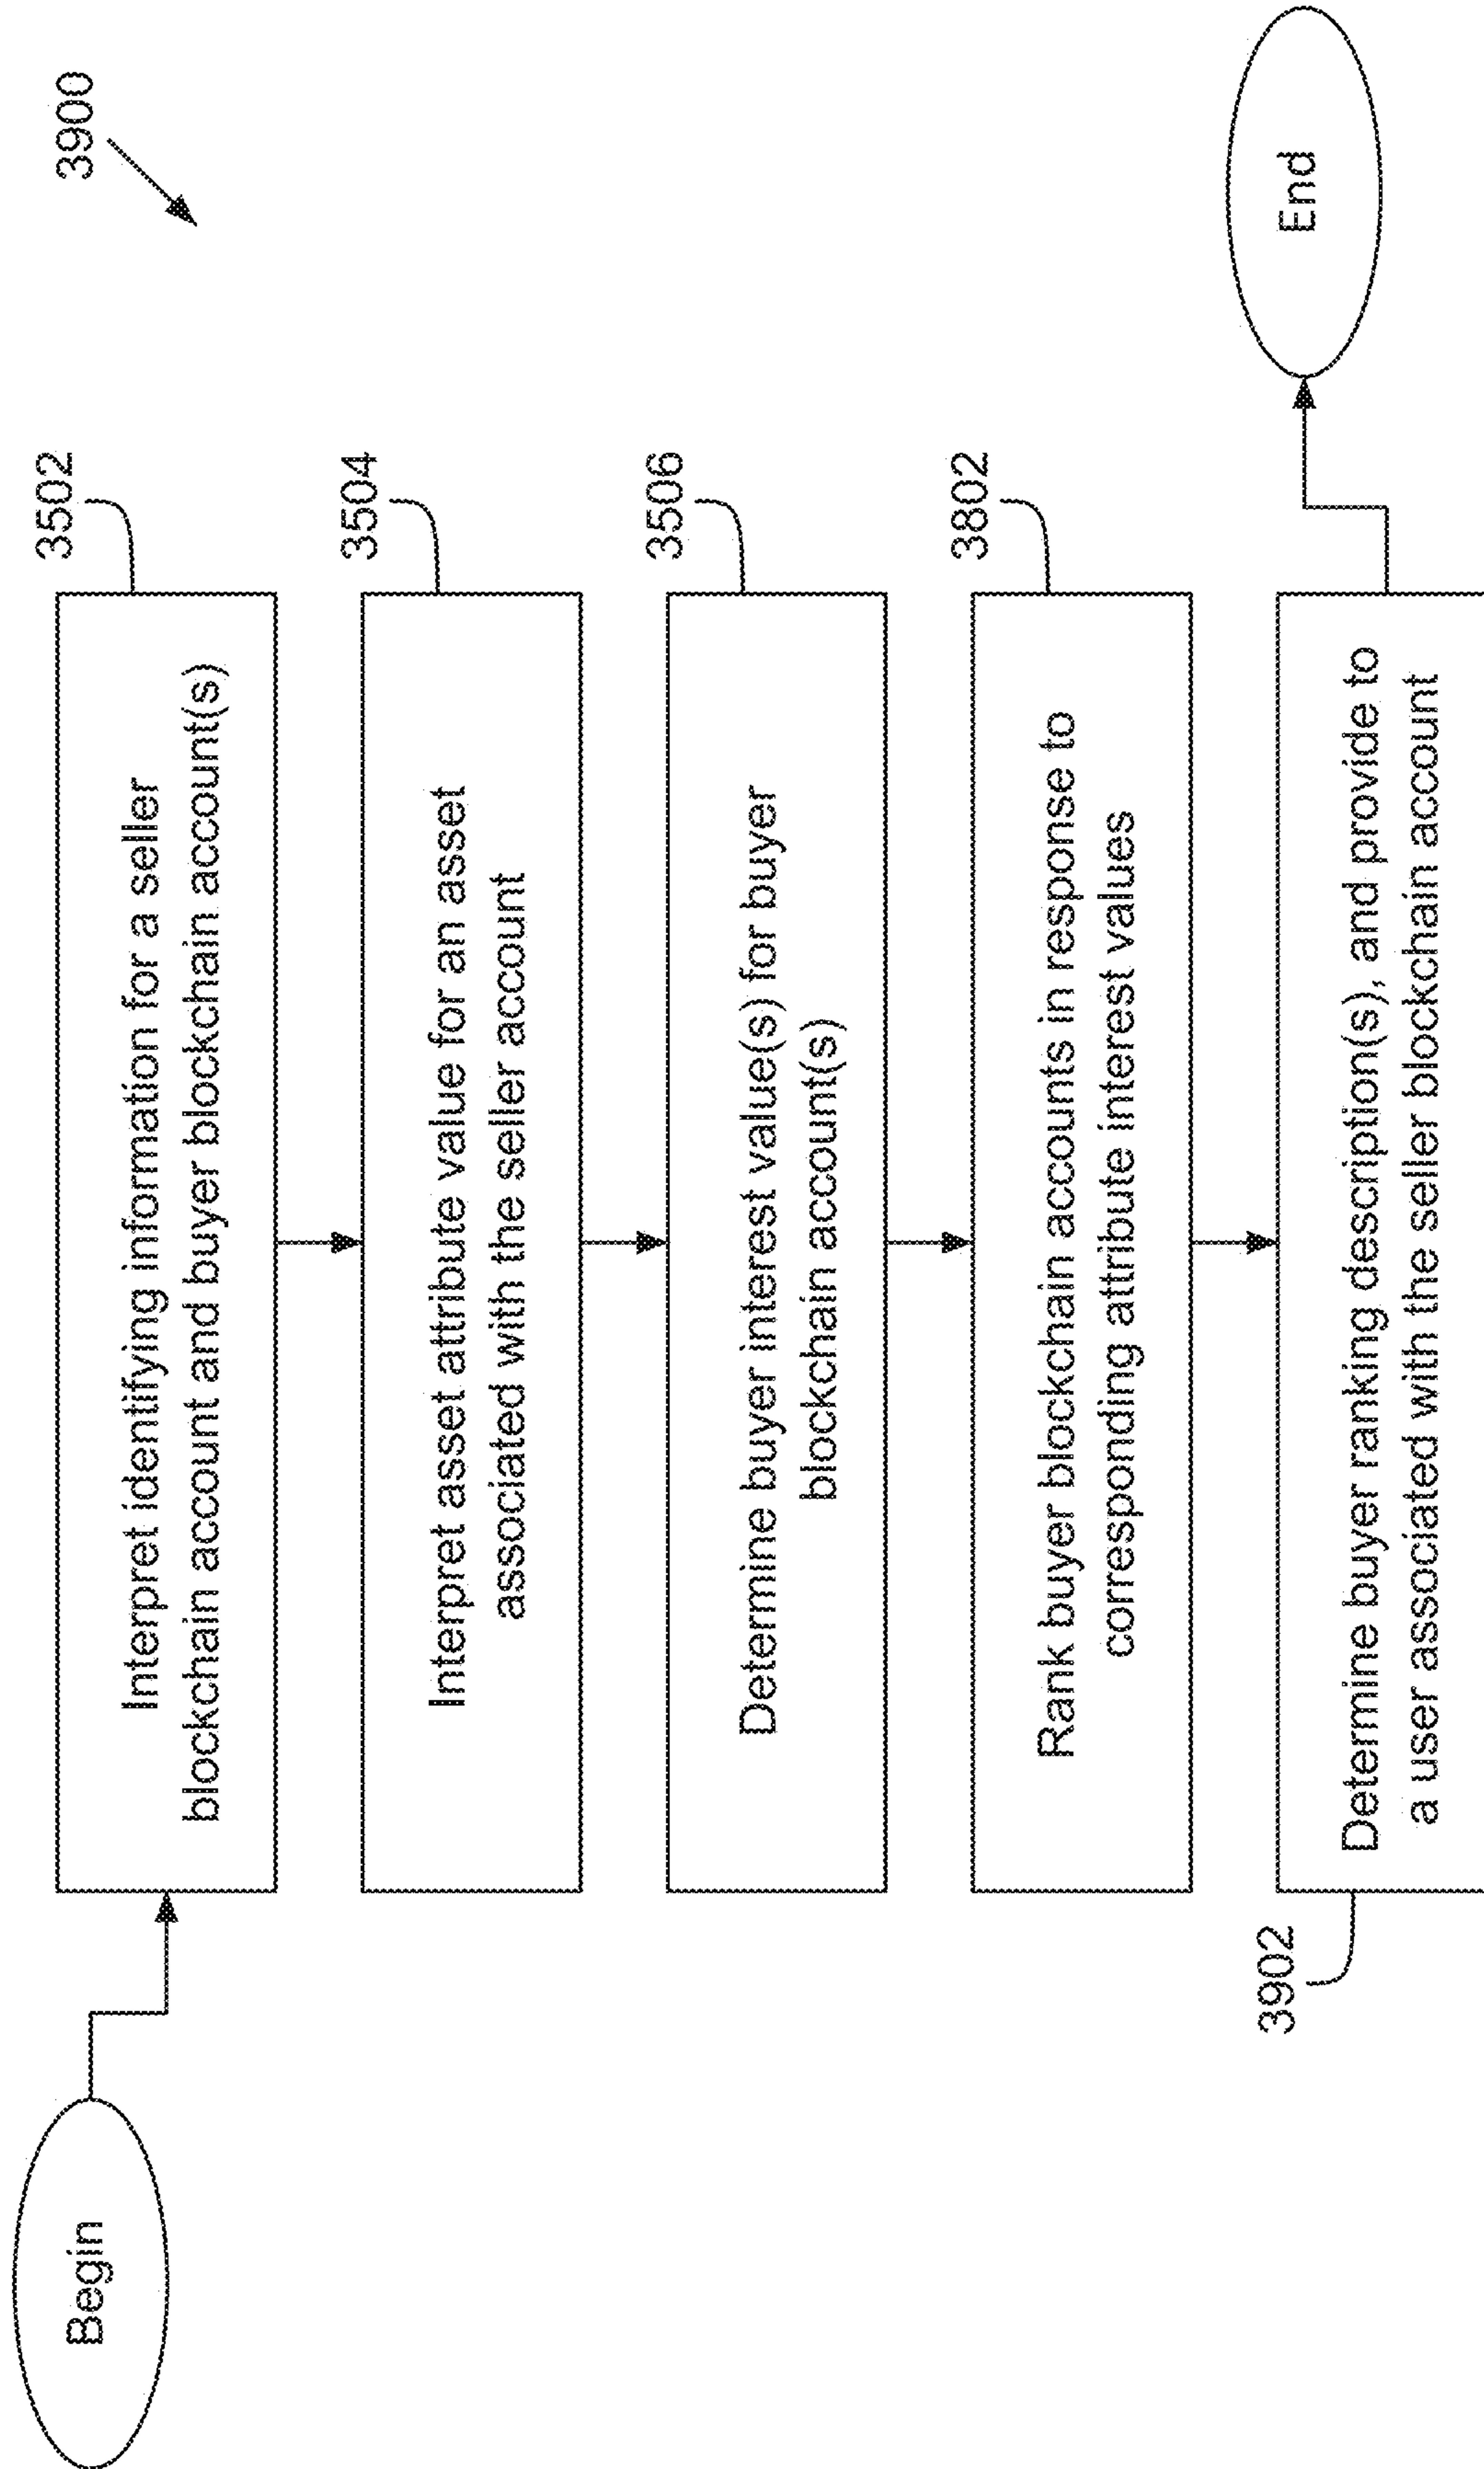 3900
Begin
3502
Interpret identifying information for a seller
blockchain account and buyer blockchain account(s)
3504
Interpret asset attribute value for an asset
associated with the seller account
3506
Determine buyer interest value(s) for buyer
blockchain account(s)
3802
Rank buyer blockchain accounts in response to
corresponding attribute interest values
3902
Determine buyer ranking description(s), and provide to
a user associated with the seller blockchain account
End